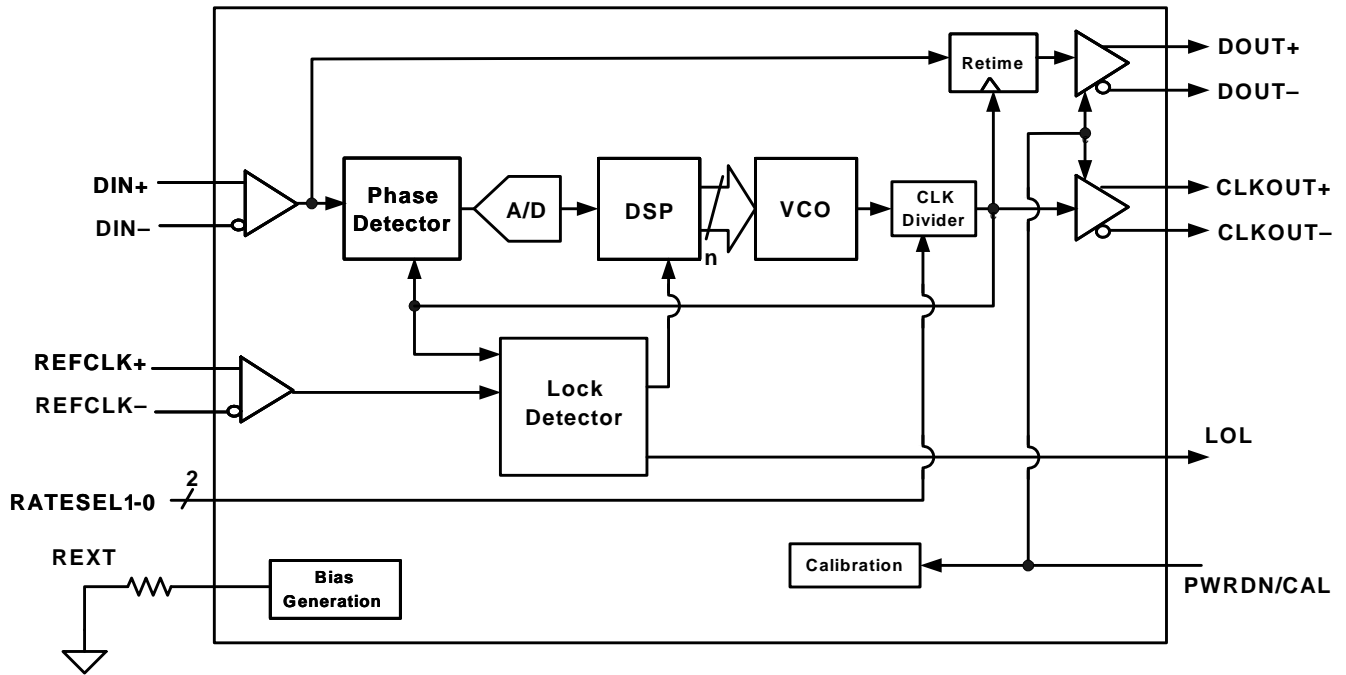 DOUT+
Retime
DOUT–
DIN+
DIN–
Phase
Detector
A/D
DSP
n
VCO
CLK
Divider
CLKOUT+
CLKOUT–
REFCLK+
REFCLK–
Lock
Detector
LOL
2
RATESEL1-0
REXT
Bias
Generation
Calibration
PWRDN/CAL